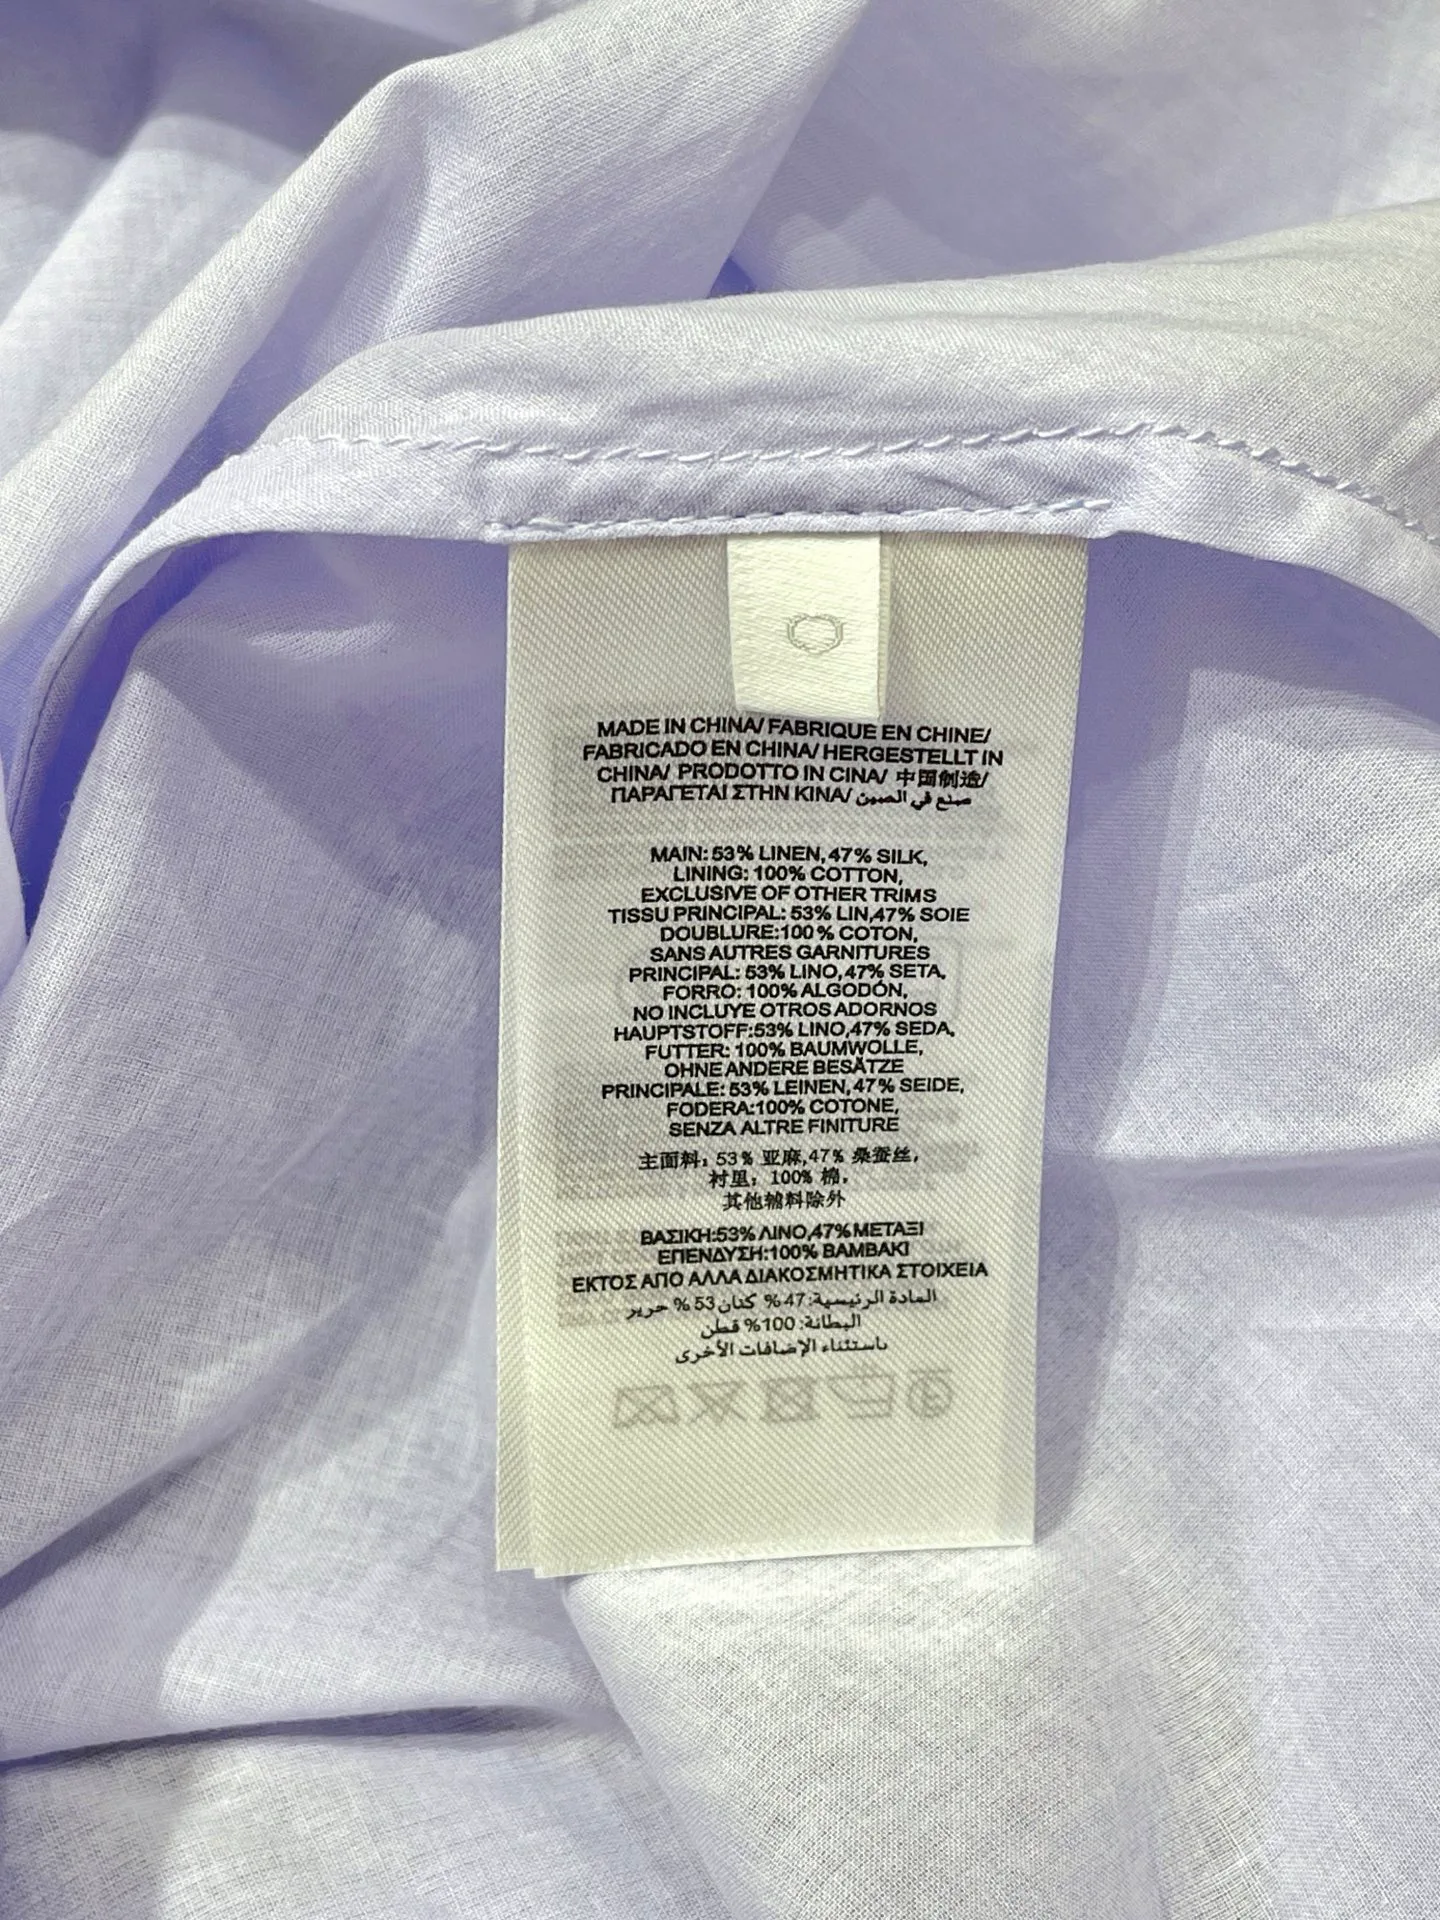 0
MADE IN CHINA/ FABRIQUE EN CHINE/
FABRICADO EN CHINA/ HERGESTELLT IN
CHINA/ PRODOTTO IN CINA/ 中国制造/
ΠΑΡΑΓΕΤΑΙ ΣΤΗΝ ΚΙΝΑ/ صنع في الصين
MAIN: 53% LINEN, 47% SILK,
LINING: 100% COTTON,
EXCLUSIVE OF OTHER TRIMS
TISSU PRINCIPAL: 53% LIN,47% SOIE
DOUBLURE:100% COTON,
SANS AUTRES GARNITURES
PRINCIPAL: 53% LINO, 47% SETA,
FORRO: 100% ALGODÓN,
NO INCLUYE OTROS ADORNOS
HAUPTSTOFF:53% LINO,47% SEDA,
FUTTER: 100% BAUMWOLLE,
OHNE ANDERE BESÄTZE
PRINCIPALE: 53% LEINEN, 47% SEIDE,
FODERA:100% COTONE,
SENZA ALTRE FINITURE
主面料: 53% 亚麻,47% 桑蚕丝,
衬里: 100% 棉,
其他辅料除外
ΒΑΣΙΚΗ:53% ΛΙΝΟ,47% ΜΕΤΑΞΙ
ΕΠΕΝΔΥΣΗ:100% ΒΑΜΒΑΚΙ
ΕΚΤΟΣ ΑΠΟ ΑΛΛΑ ΔΙΑΚΟΣΜΗΤΙΚΑ ΣΤΟΙΧΕΙΑ
المادة الرئيسية: 47% كتان 53% حرير
البطانة: 100% قطن
باستثناء الإضافات الأخرى